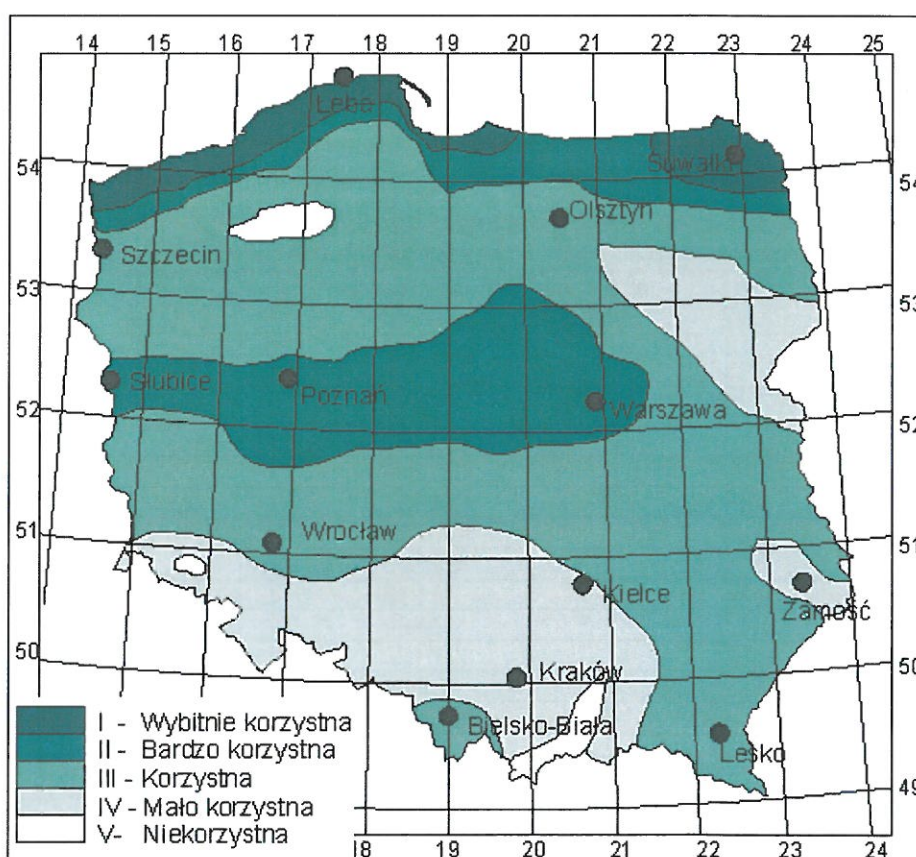 14 15 16 17 18 19 20 21 22 23 24 25
Łeba
54
Suwałki
54
Olsztyn
Szczecin
53
53
Słubice
Poznań
Warszawa
52
52
Wrocław
51
51
Kielce
Zamość
50
Kraków
50
I - Wybitnie korzystna
Bielsko-Biała
Lesko
II - Bardzo korzystna
III - Korzystna
IV - Mało korzystna
49
V- Niekorzystna
18 19 20 21 22 23 24